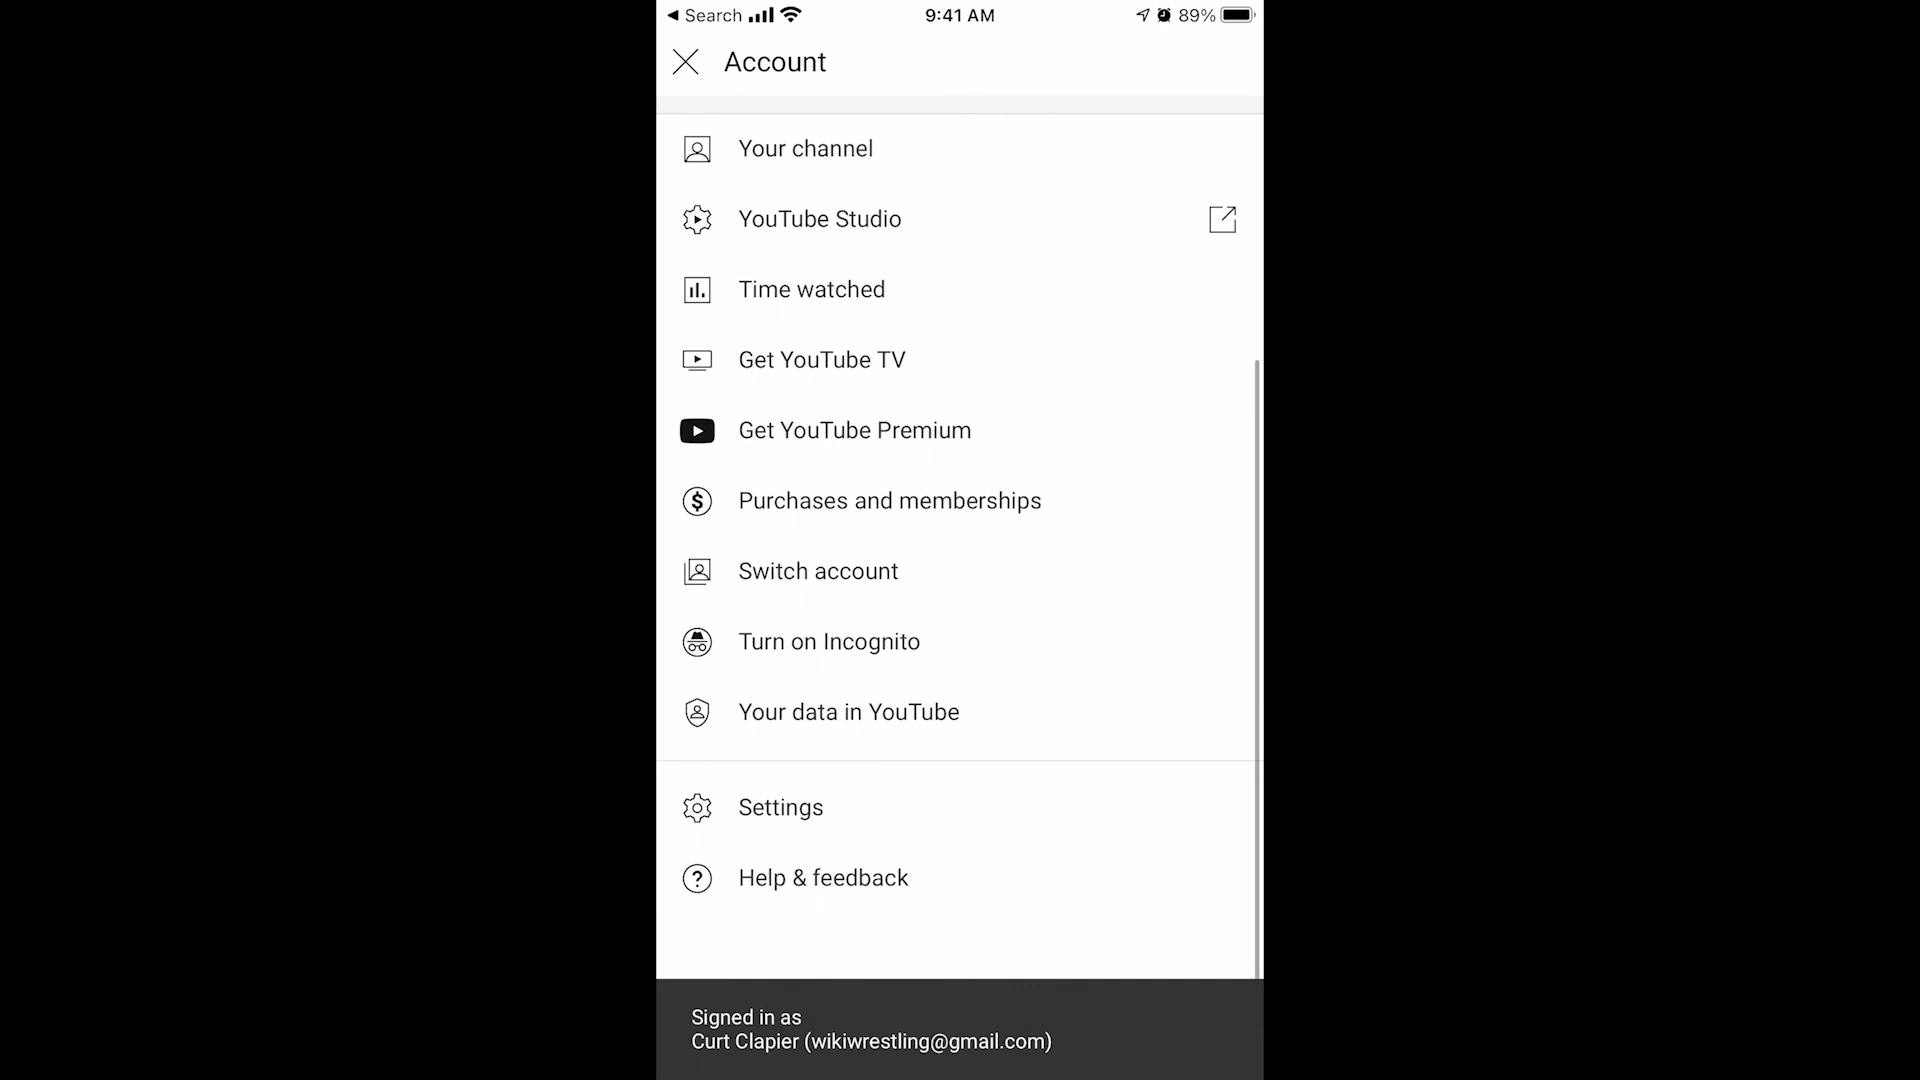 ◀ Search 9:41 AM 89%
Account
Your channel
YouTube Studio
Time watched
Get YouTube TV
Get YouTube Premium
Purchases and memberships
Switch account
Turn on Incognito
Your data in YouTube
Settings
Help & feedback
Signed in as
Curt Clapier (wikiwrestling@gmail.com)